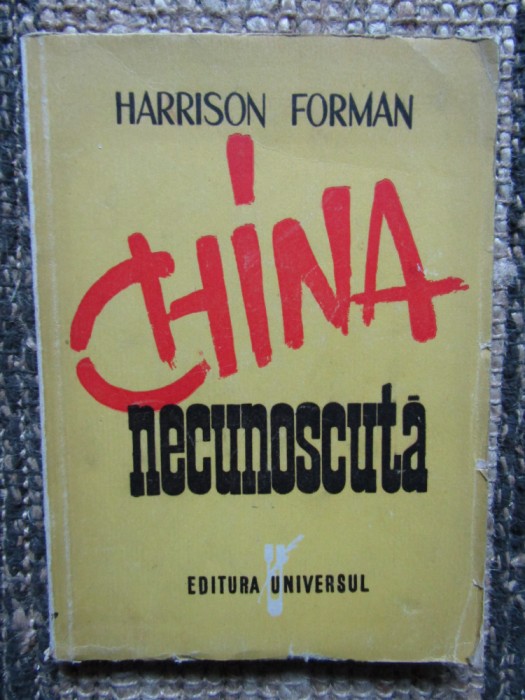 HARRISON FORMAN
CHINA
necunoscută
EDITURA UNIVERSUL